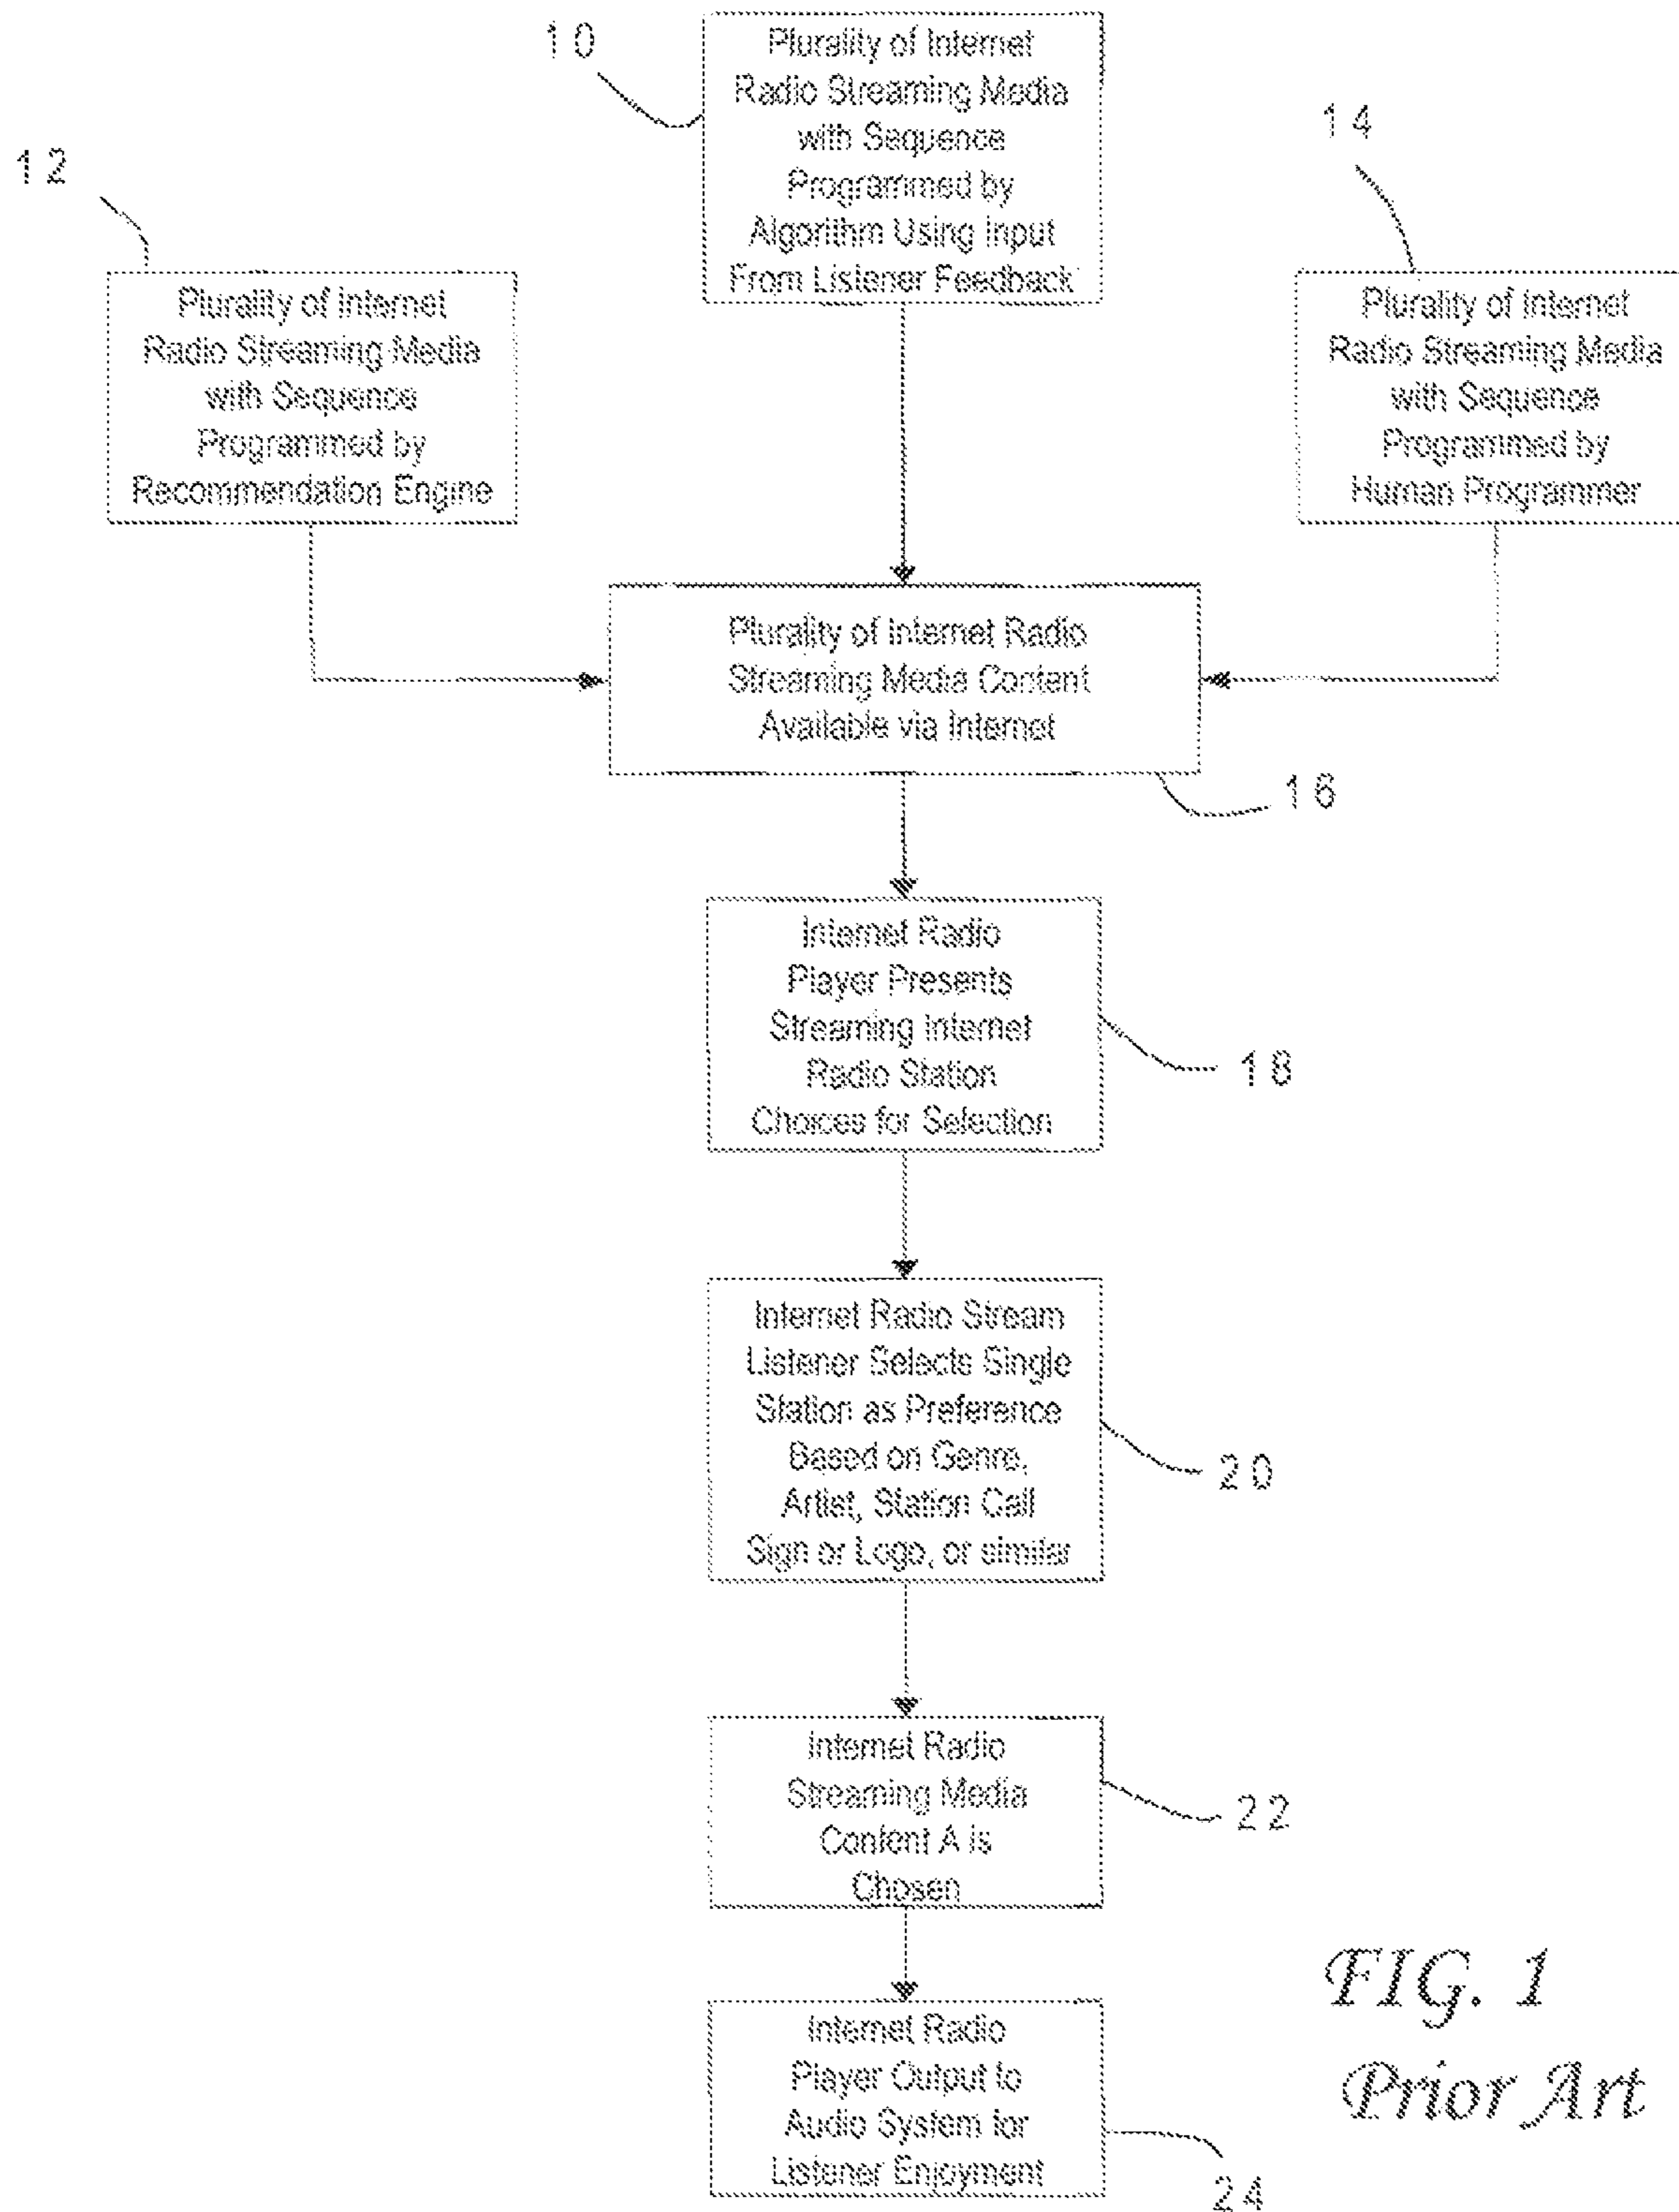 10
Plurality of Internet
Radio Streaming Media
with Sequence
Programmed by
Algorithm Using Input
From Listener Feedback
12
Plurality of Internet
Radio Streaming Media
with Sequence
Programmed by
Recommendation Engine
14
Plurality of Internet
Radio Streaming Media
with Sequence
Programmed by
Human Programmer
Plurality of Internet Radio
Streaming Media Content
Available via Internet
16
Internet Radio
Player Presents
Streaming Internet
Radio Station
Choices for Selection
18
Internet Radio Stream
Listener Selects Single
Station as Preference
Based on Genre,
Artist, Station Call
Sign or Logo, or similar
20
Internet Radio
Streaming Media
Content A is
Chosen
22
Internet Radio
Player Output to
Audio System for
Listener Enjoyment
24
FIG. 1
Prior Art